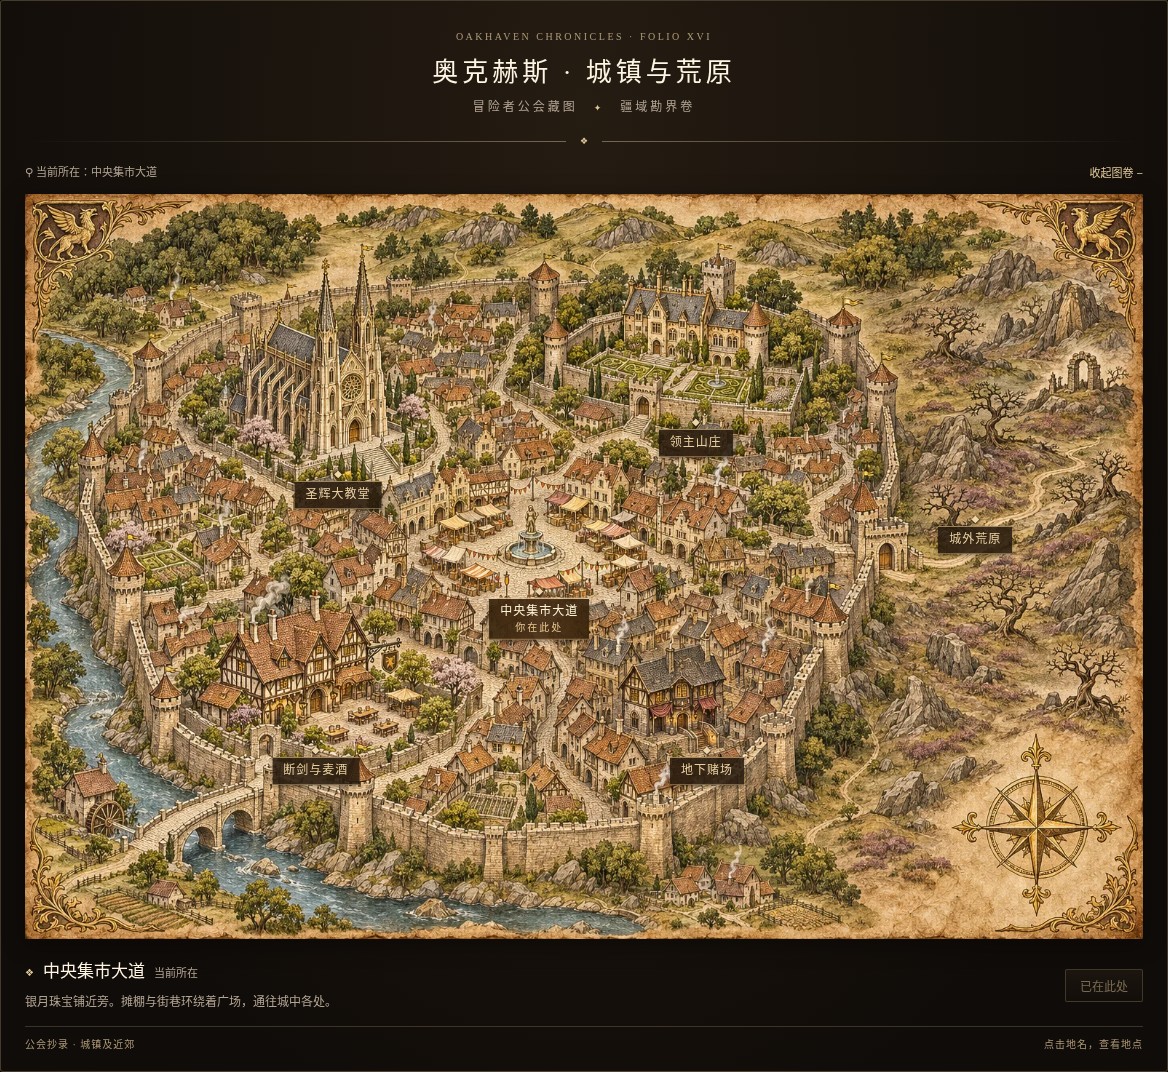 OAKHAVEN CHRONICLES · FOLIO XVI
奥克赫斯 · 城镇与荒原
冒险者公会藏图 ✦ 疆域勘界卷
当前所在：中央集市大道
收起图卷 −
领主山庄
圣辉大教堂
城外荒原
中央集市大道
你在此处
断剑与麦酒
地下赌场
中央集市大道 当前所在
已在此处
银月珠宝铺近旁。摊棚与街巷环绕着广场，通往城中各处。
公会抄录 · 城镇及近郊
点击地名，查看地点